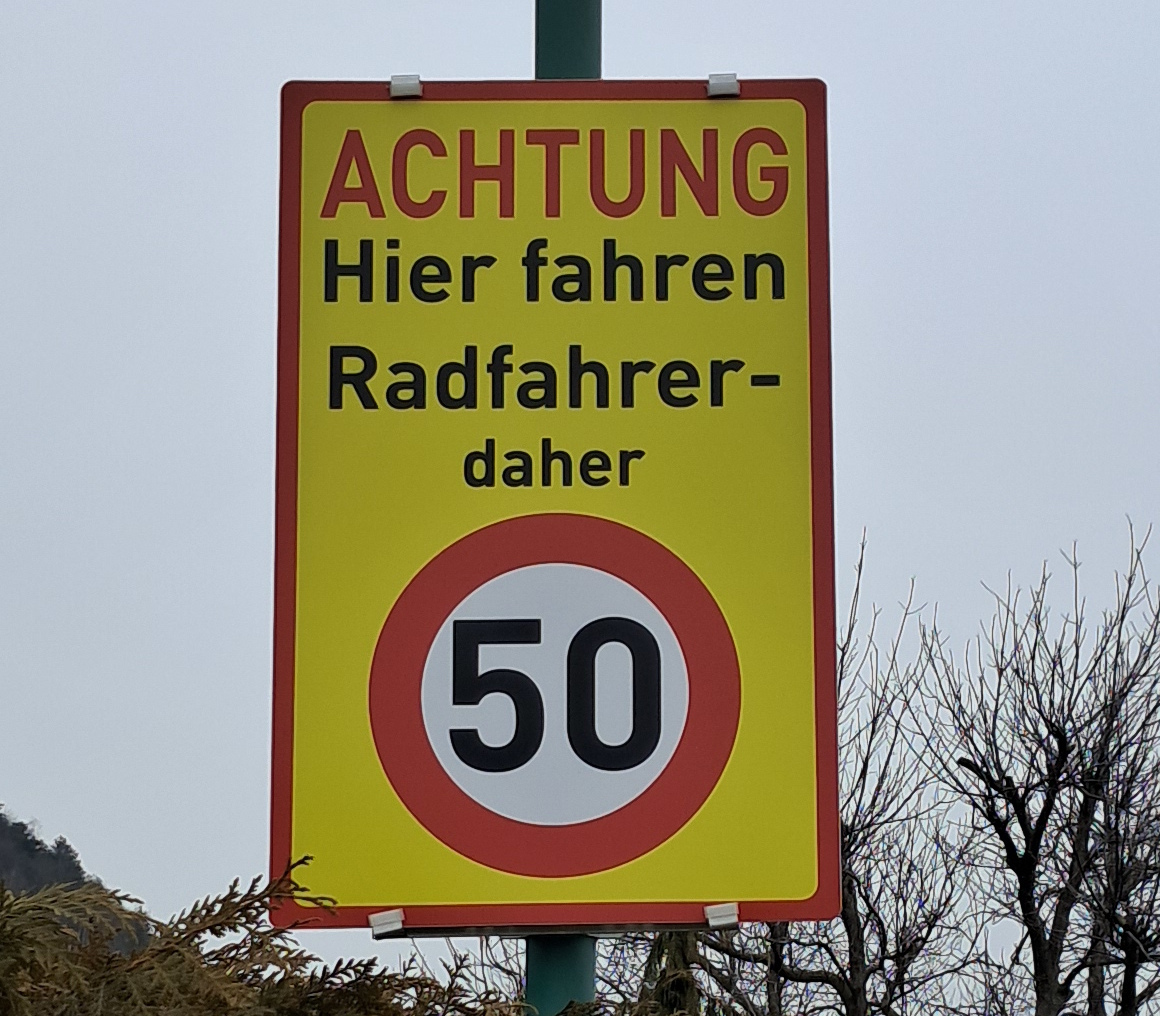 ACHTUNG
Hier fahren
Radfahrer-
daher
50